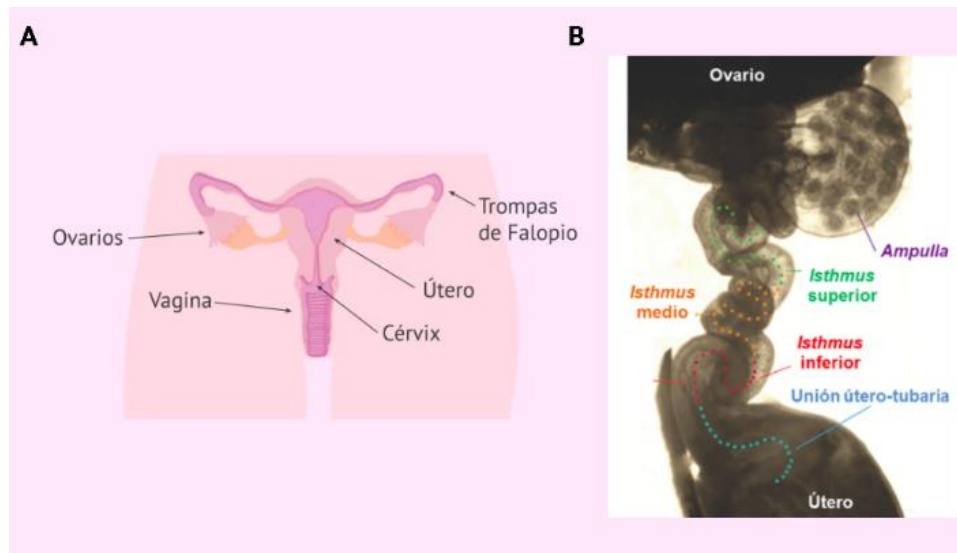 A
Ovarios
Trompas
de Falopio
Útero
Vagina
Cérvix
B
Ovario
Ampulla
Isthmus
superior
Isthmus
medio
Isthmus
inferior
Unión útero-tubaria
Útero